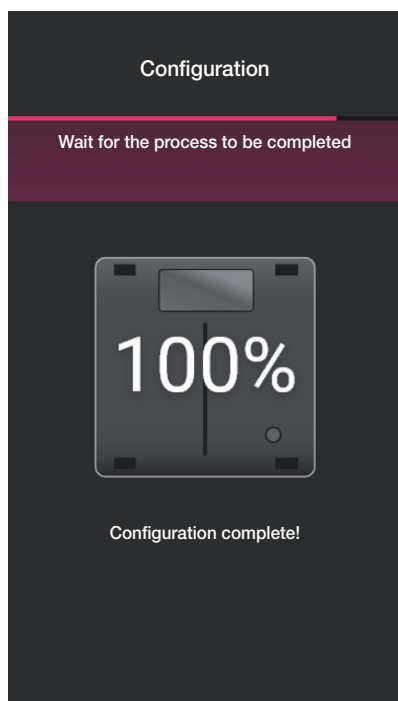 Configuration
Wait for the process to be completed
100%
Configuration complete!